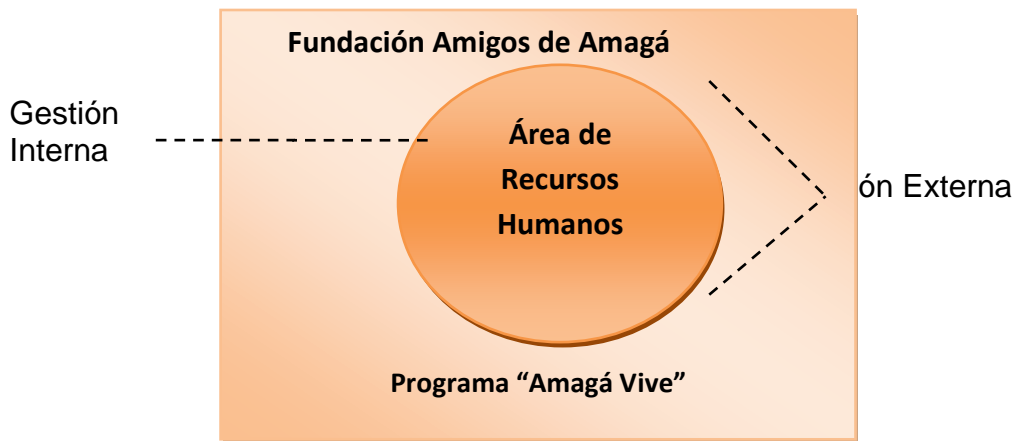 Fundación Amigos de Amagá
Gestión
Interna
Área de
Recursos
Humanos
ón Externa
Programa “Amagá Vive”